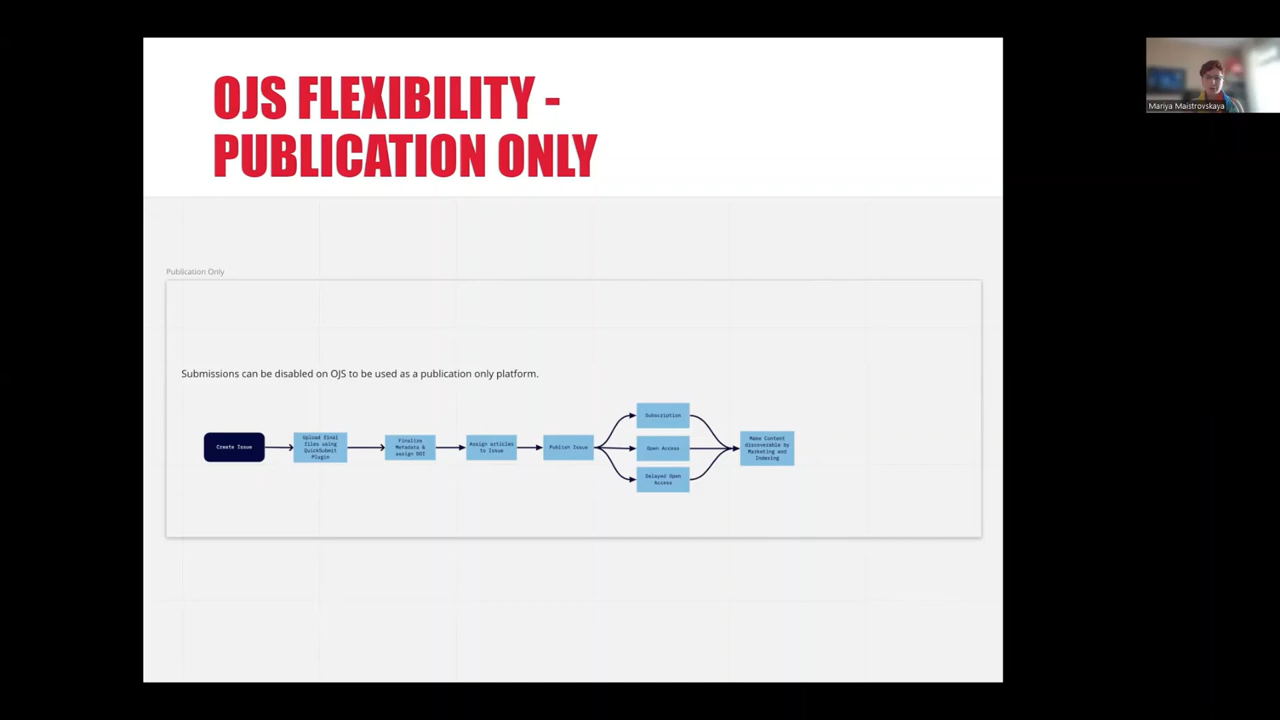 OJS FLEXIBILITY -
PUBLICATION ONLY
Mariya Maistrovskaya
Publication Only
Submissions can be disabled on OJS to be used as a publication only platform.
Create Issue
Upload final
files using
QuickSubmit
Plugin
Finalize
Metadata &
assign DOI
Assign articles
to Issue
Publish Issue
Subscription
Open Access
Delayed Open
Access
Make Content
discoverable by
Marketing and
Indexing